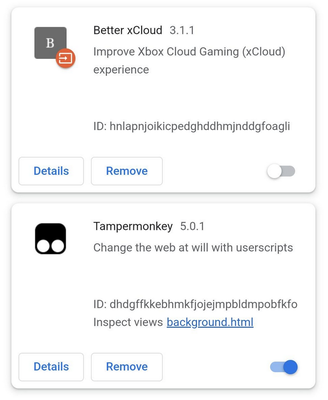 B
Better xCloud 3.1.1
Improve Xbox Cloud Gaming (xCloud)
experience
ID: hnlapnjoikicpedghddhmjnddgfoagli
Details Remove
Tampermonkey 5.0.1
Change the web at will with userscripts
ID: dhdgffkkebhmkfjojejmpbldmpobfkfo
Inspect views background.html
Details Remove